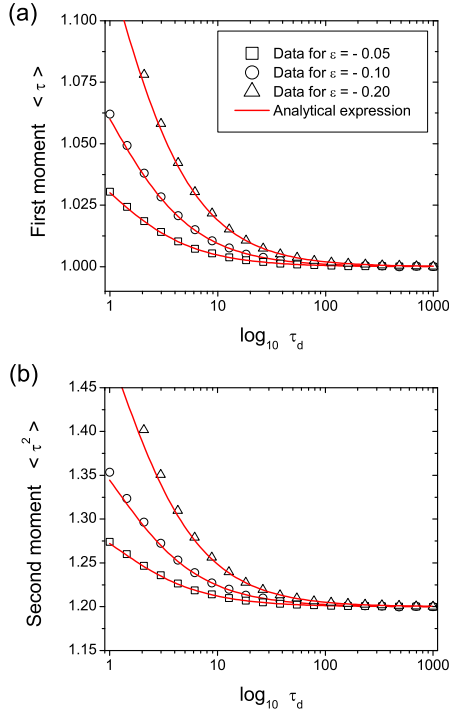 (a)
1.100
1.075
1.050
1.025
1.000
First moment < τ >
Data for ε = - 0.05
Data for ε = - 0.10
Data for ε = - 0.20
Analytical expression
1 10 100 1000
log₁₀ τ_d
(b)
1.45
1.40
1.35
1.30
1.25
1.20
1.15
Second moment < τ² >
1 10 100 1000
log₁₀ τ_d